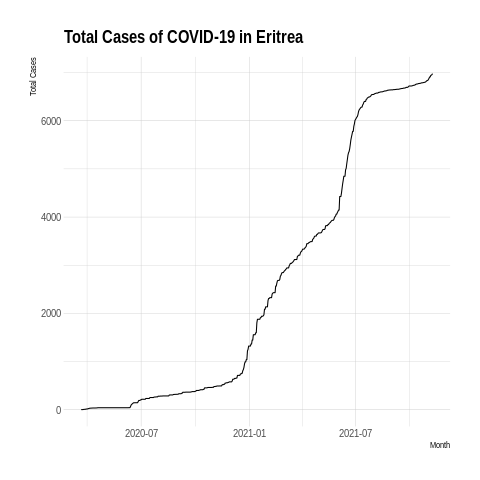 Total Cases of COVID-19 in Eritrea
Total Cases
6000
4000
2000
0
2020-07 2021-01 2021-07
Month